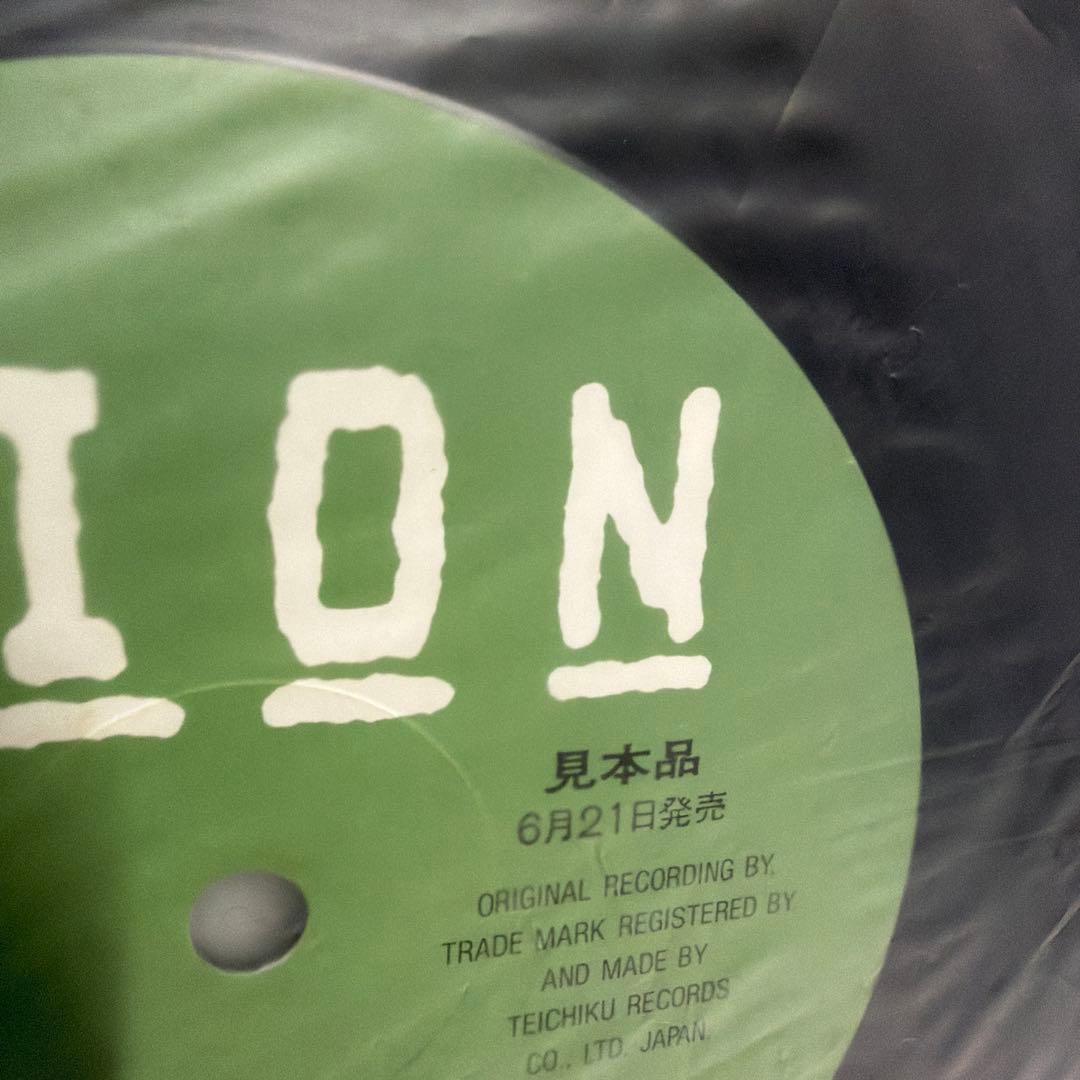 ION
見本品
6月21日発売
ORIGINAL RECORDING BY,
TRADE MARK REGISTERED BY
AND MADE BY
TEICHIKU RECORDS
CO., LTD. JAPAN.